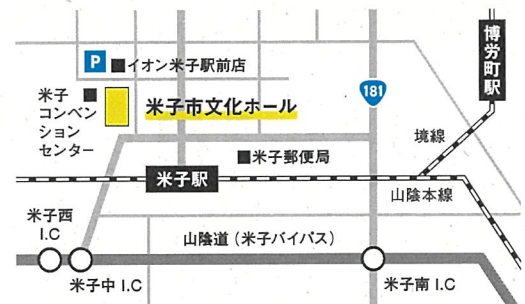 博労町駅
P
■イオン米子駅前店
181
米子■
コンベン
ション
センター
米子市文化ホール
境線
■米子郵便局
米子駅
山陰本線
米子西
I.C
山陰道（米子バイパス）
米子中 I.C
米子南 I.C